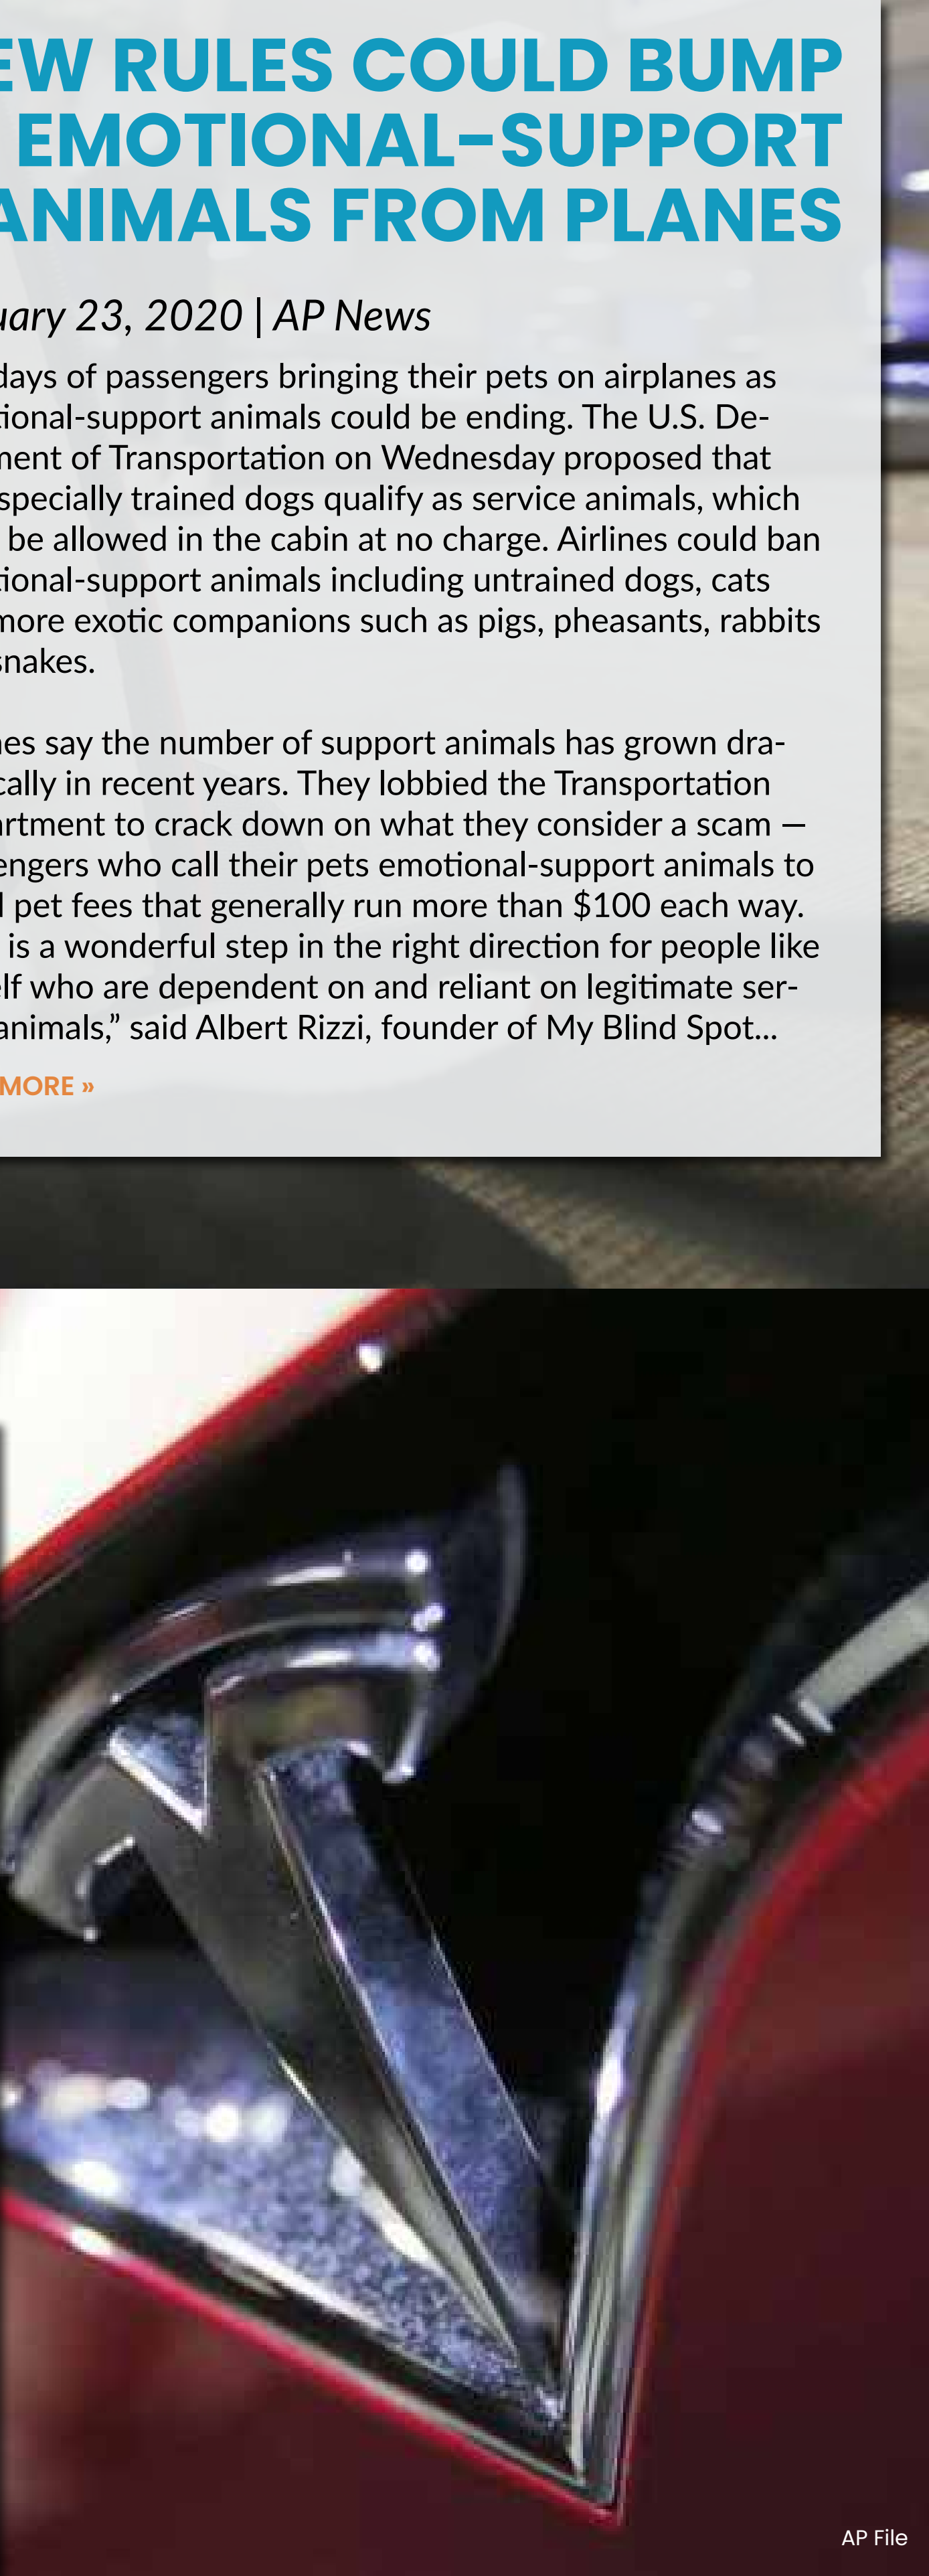 EW RULES COULD BUMP
EMOTIONAL-SUPPORT
ANIMALS FROM PLANES
uary 23, 2020 | AP News
days of passengers bringing their pets on airplanes as
tional-support animals could be ending. The U.S. De-
ment of Transportation on Wednesday proposed that
specially trained dogs qualify as service animals, which
be allowed in the cabin at no charge. Airlines could ban
tional-support animals including untrained dogs, cats
more exotic companions such as pigs, pheasants, rabbits
snakes.
nes say the number of support animals has grown dra-
cally in recent years. They lobbied the Transportation
artment to crack down on what they consider a scam —
engers who call their pets emotional-support animals to
d pet fees that generally run more than $100 each way.
is a wonderful step in the right direction for people like
elf who are dependent on and reliant on legitimate ser-
animals,” said Albert Rizzi, founder of My Blind Spot...
MORE »
AP File